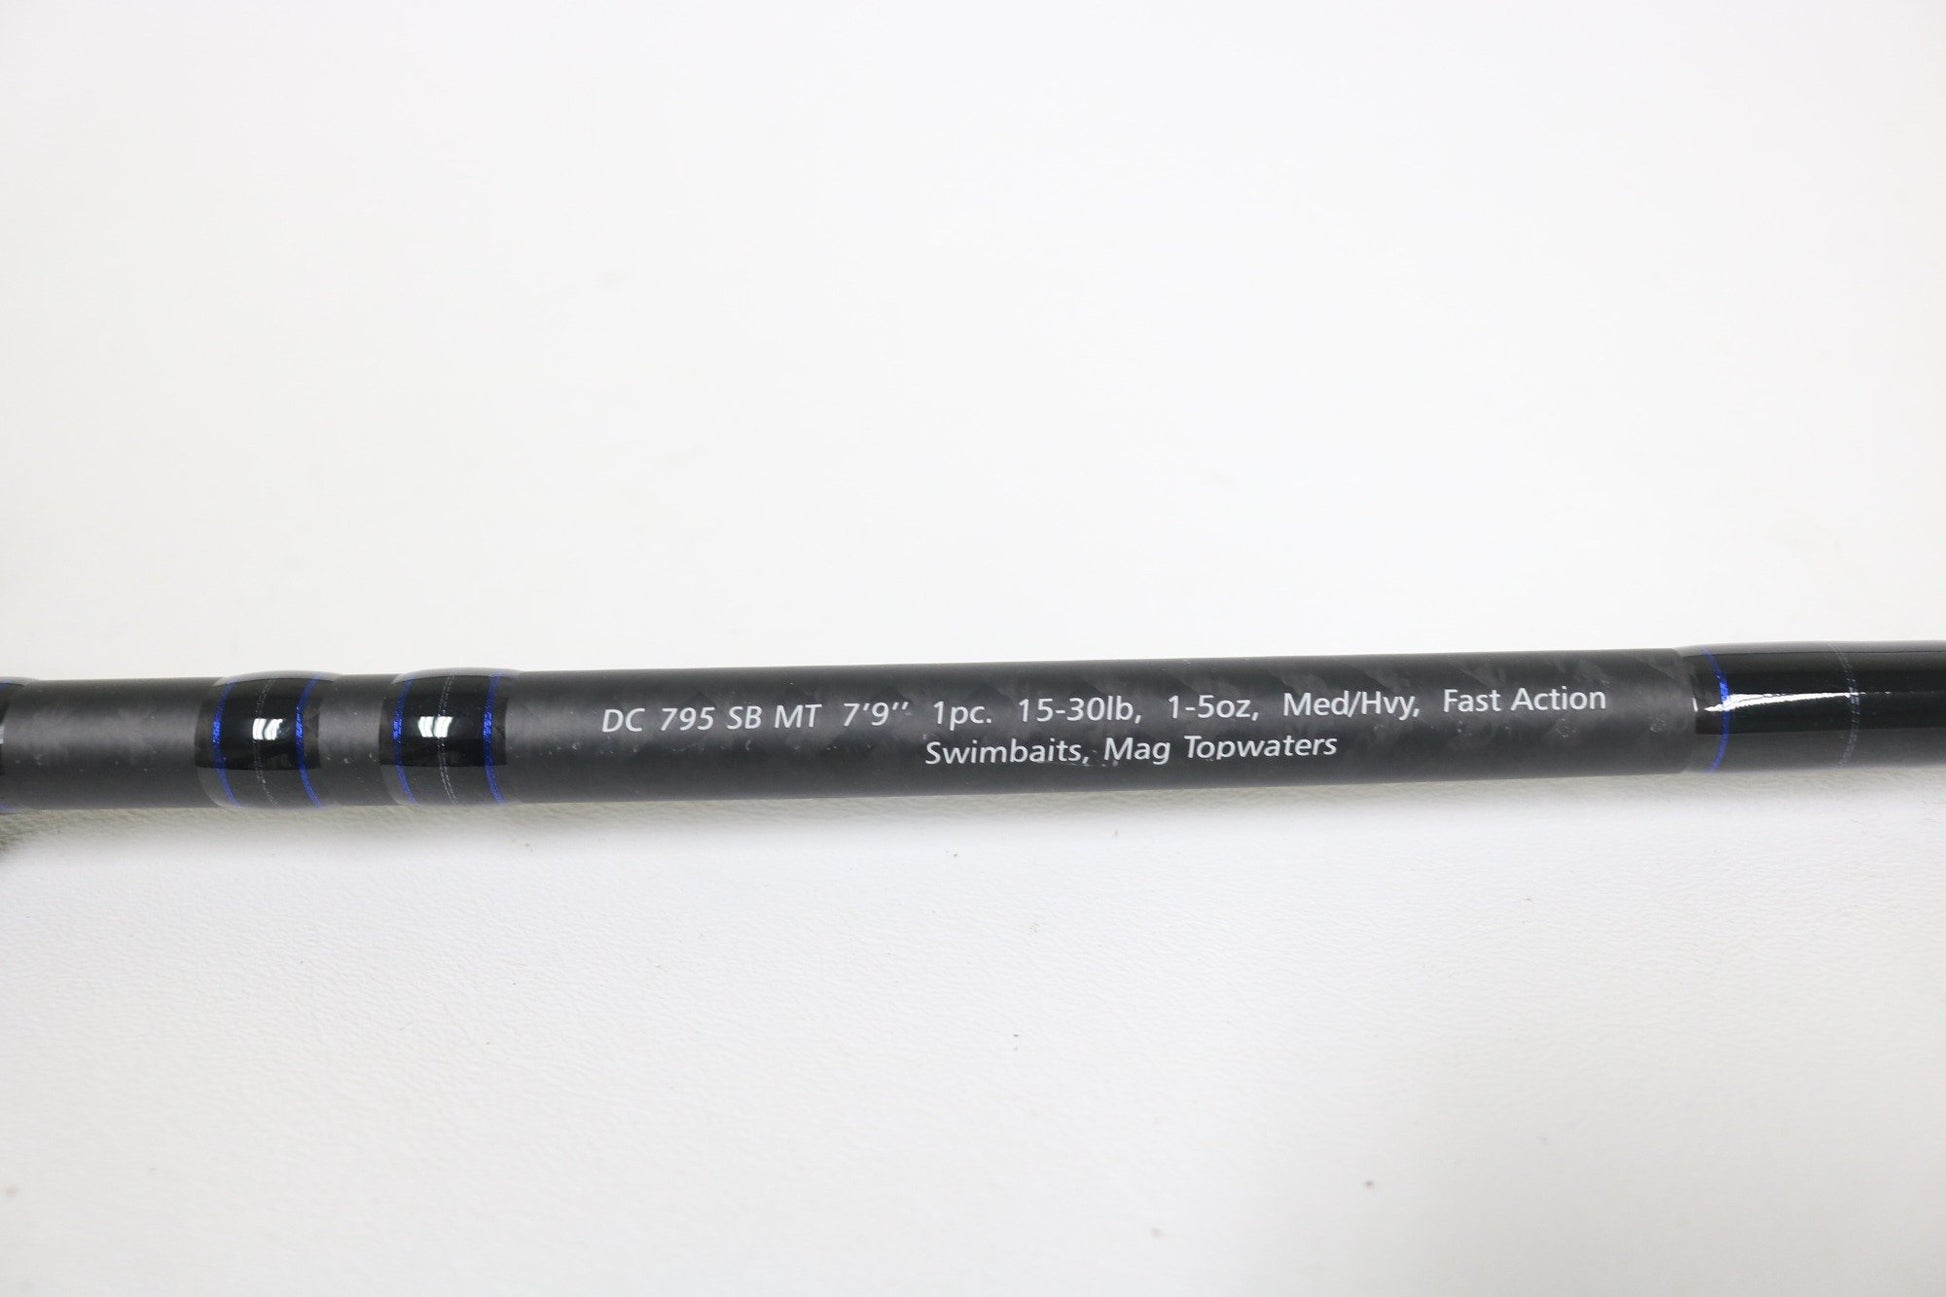 DC 795 SB MT 7'9'' 1pc. 15-30lb, 1-5oz, Med/Hvy, Fast Action
Swimbaits, Mag Topwaters